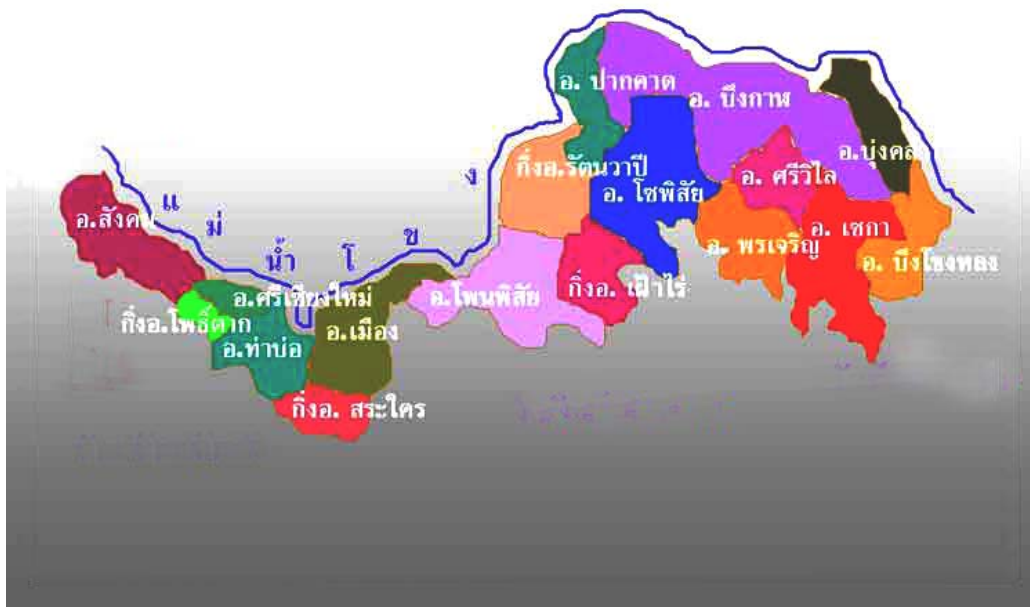 อ. ปากคาด
อ. บึงกาฬ
อ.บุ่งคล
กิ่งอ.รัตนวาปี
อ. ศรีวิไล
อ. โซพิสัย
อ.สังคม
แม่น้ำโขง
อ. เซกา
อ. พรเจริญ
อ. บึงโขงหลง
กิ่งอ. เฝ้าไร่
อ.โพนพิสัย
อ.ศรีเชียงใหม่
กิ่งอ.โพธิ์ตาก
อ.เมือง
อ.ท่าบ่อ
กิ่งอ. สระใคร